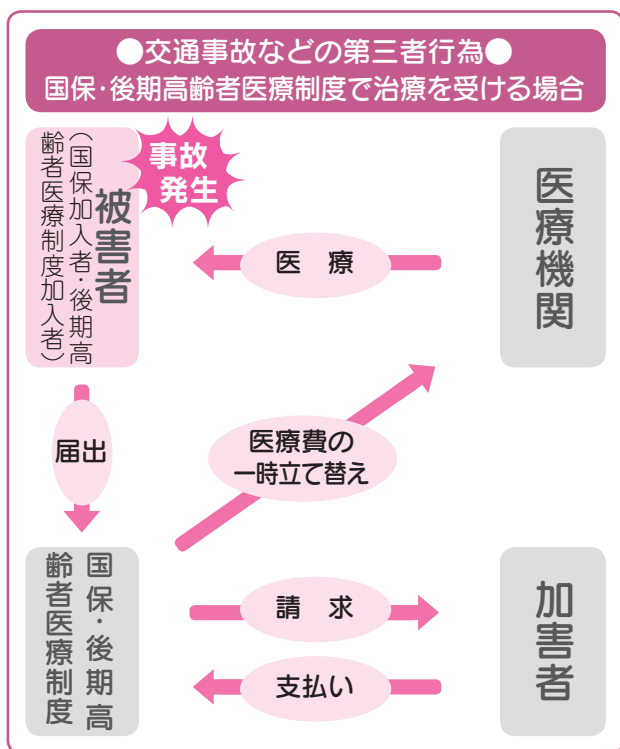 ●交通事故などの第三者行為●
国保・後期高齢者医療制度で治療を受ける場合
事故
発生
被害者
（国保加入者・後期高
齢者医療制度加入者）
医療機関
医　療
届出
医療費の
一時立て替え
国保・後期高
齢者医療制度
請　求
支払い
加害者